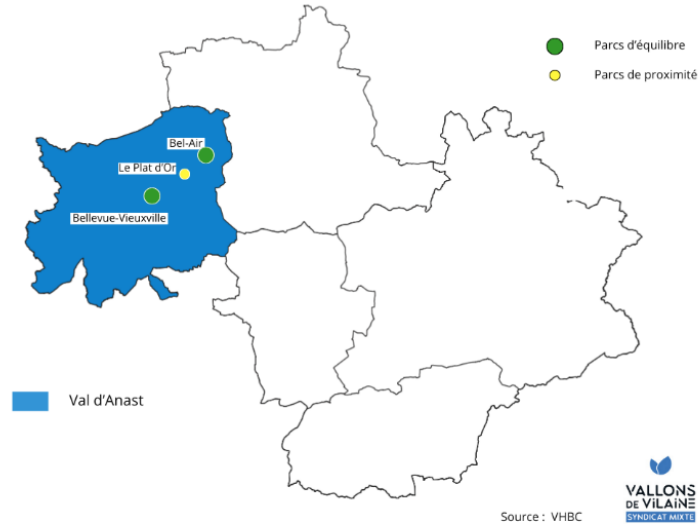 Parcs d'équilibre
Parcs de proximité
Bel-Air
Le Plat d'Or
Bellevue-Vieuxville
Val d'Anast
Source : VHBC
VALLONS
DE ViLAiNE
SYNDICAT MIXTE